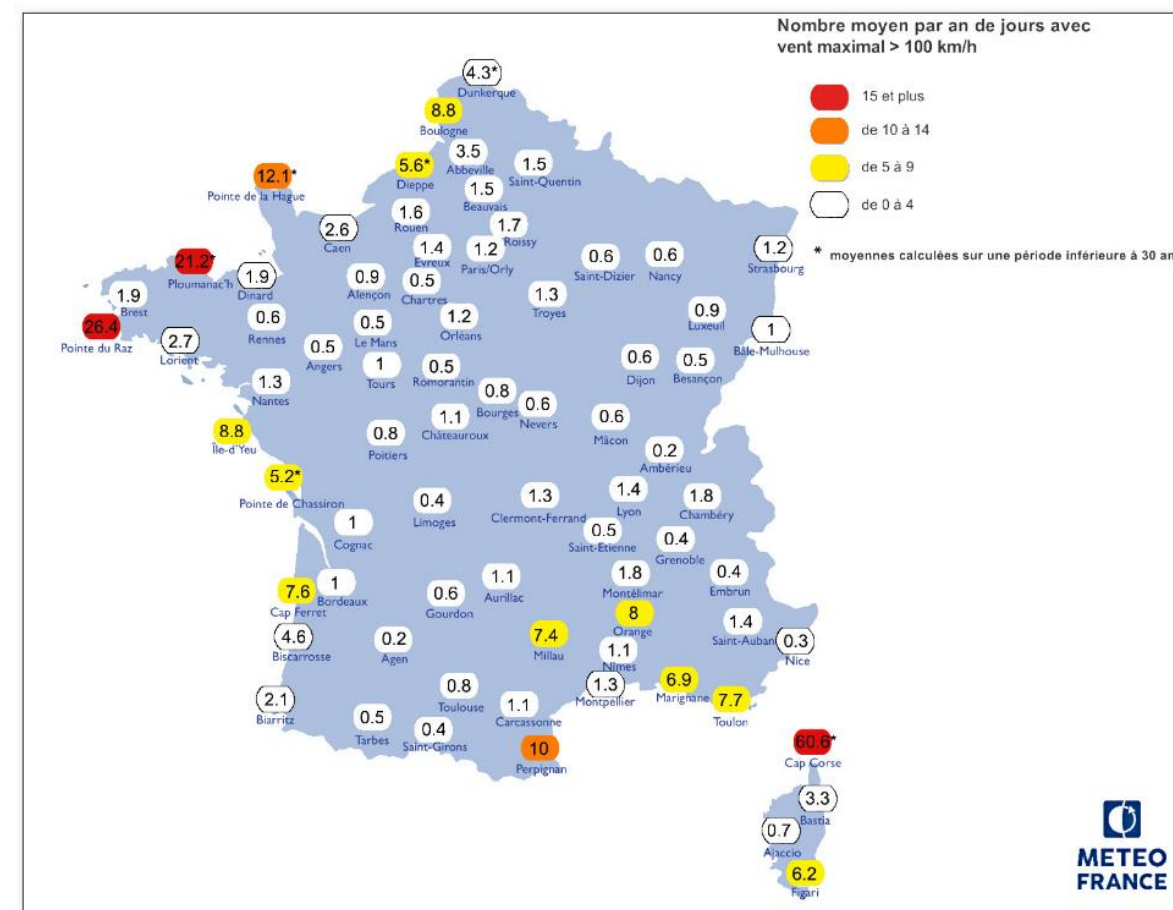 Nombre moyen par an de jours avec
vent maximal > 100 km/h
15 et plus
de 10 à 14
de 5 à 9
de 0 à 4
* moyennes calculées sur une période inférieure à 30 an
4.3*
Dunkerque
8.8
Boulogne
3.5
Abbeville
5.6*
Dieppe
1.5
Saint-Quentin
12.1*
Pointe de la Hague
1.5
Beauvais
1.6
Rouen
2.6
Caen
1.7
Roissy
1.4
Evreux
1.2
Paris/Orly
0.6
Saint-Dizier
0.6
Nancy
1.2
Strasbourg
21.2*
Ploumanac'h
1.9
Dinard
0.9
Alençon
0.5
Chartres
1.9
Brest
1.3
Troyes
0.9
Luxeuil
26.4
Pointe du Raz
0.6
Rennes
0.5
Le Mans
1.2
Orléans
1
Bâle-Mulhouse
2.7
Lorient
0.5
Angers
1
Tours
0.5
Romorantin
0.6
Dijon
0.5
Besançon
1.3
Nantes
0.8
Bourges
0.6
Nevers
1.1
Châteauroux
0.6
Mâcon
8.8
Île-d'Yeu
0.8
Poitiers
0.2
Ambérieu
5.2*
Pointe de Chassiron
0.4
Limoges
1.3
Clermont-Ferrand
1.4
Lyon
1.8
Chambéry
1
Cognac
0.5
Saint-Etienne
0.4
Grenoble
7.6
Cap Ferret
1
Bordeaux
0.6
Gourdon
1.1
Aurillac
1.8
Montélimar
0.4
Embrun
4.6
Biscarrosse
0.2
Agen
7.4
Millau
8
Orange
1.4
Saint-Auban
0.3
Nice
1.1
Nîmes
2.1
Biarritz
0.8
Toulouse
1.3
Montpellier
6.9
Marignane
7.7
Toulon
0.5
Tarbes
0.4
Saint-Girons
1.1
Carcassonne
10
Perpignan
60.6*
Cap Corse
3.3
Bastia
0.7
Ajaccio
6.2
Figari
METEO
FRANCE